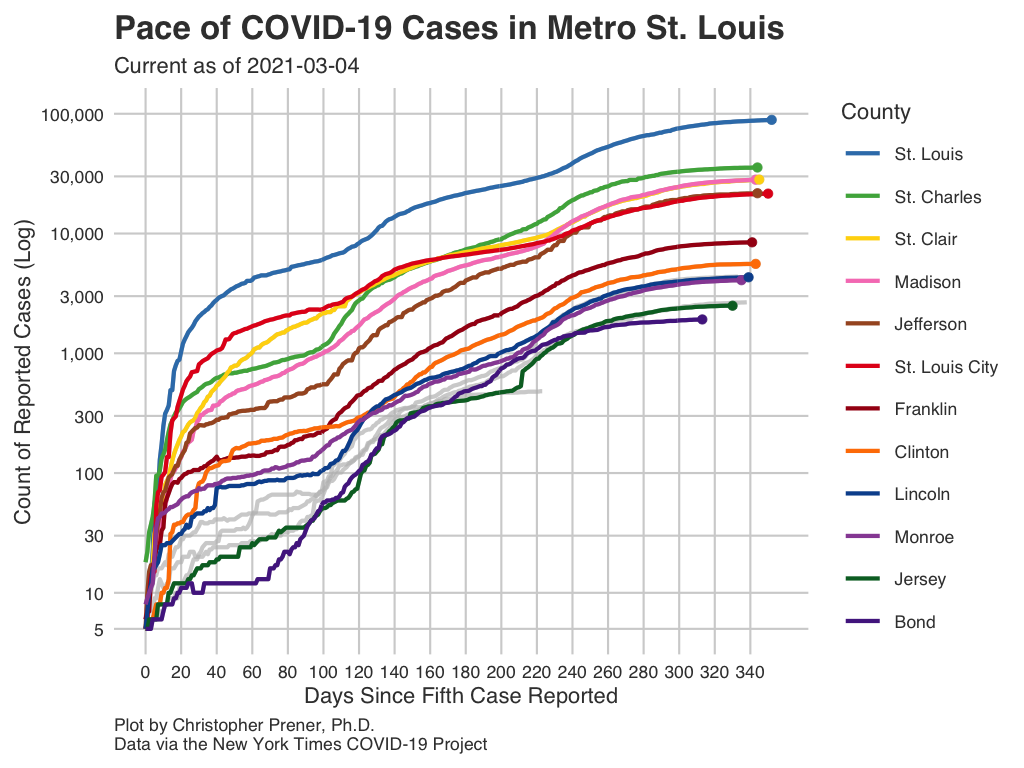 Pace of COVID-19 Cases in Metro St. Louis
Current as of 2021-03-04
Count of Reported Cases (Log)
100,000
30,000
10,000
3,000
1,000
300
100
30
10
5
0 20 40 60 80 100 120 140 160 180 200 220 240 260 280 300 320 340
Days Since Fifth Case Reported
County
St. Louis
St. Charles
St. Clair
Madison
Jefferson
St. Louis City
Franklin
Clinton
Lincoln
Monroe
Jersey
Bond
Plot by Christopher Prener, Ph.D.
Data via the New York Times COVID-19 Project